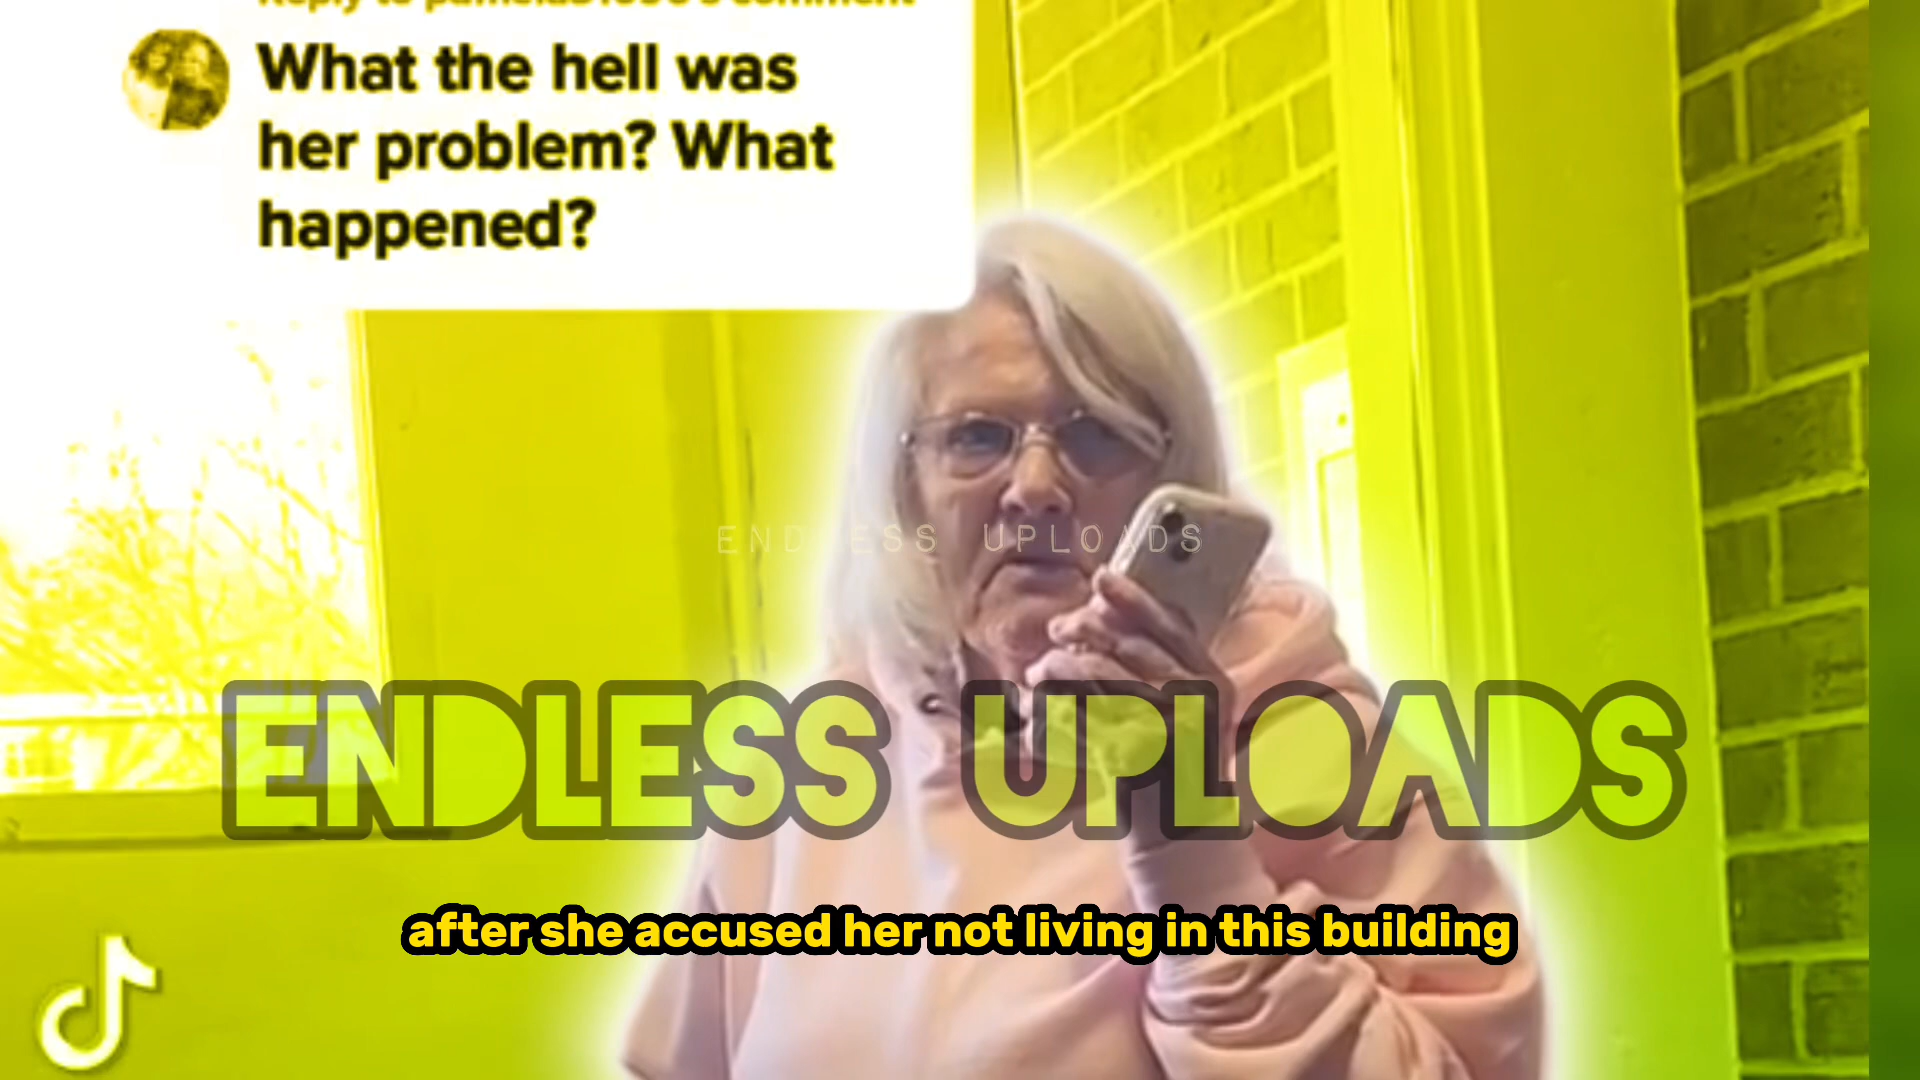 What the hell was
her problem? What
happened?
ENDLESS UPLOADS
ENDLESS UPLOADS
after she accused her not living in this building